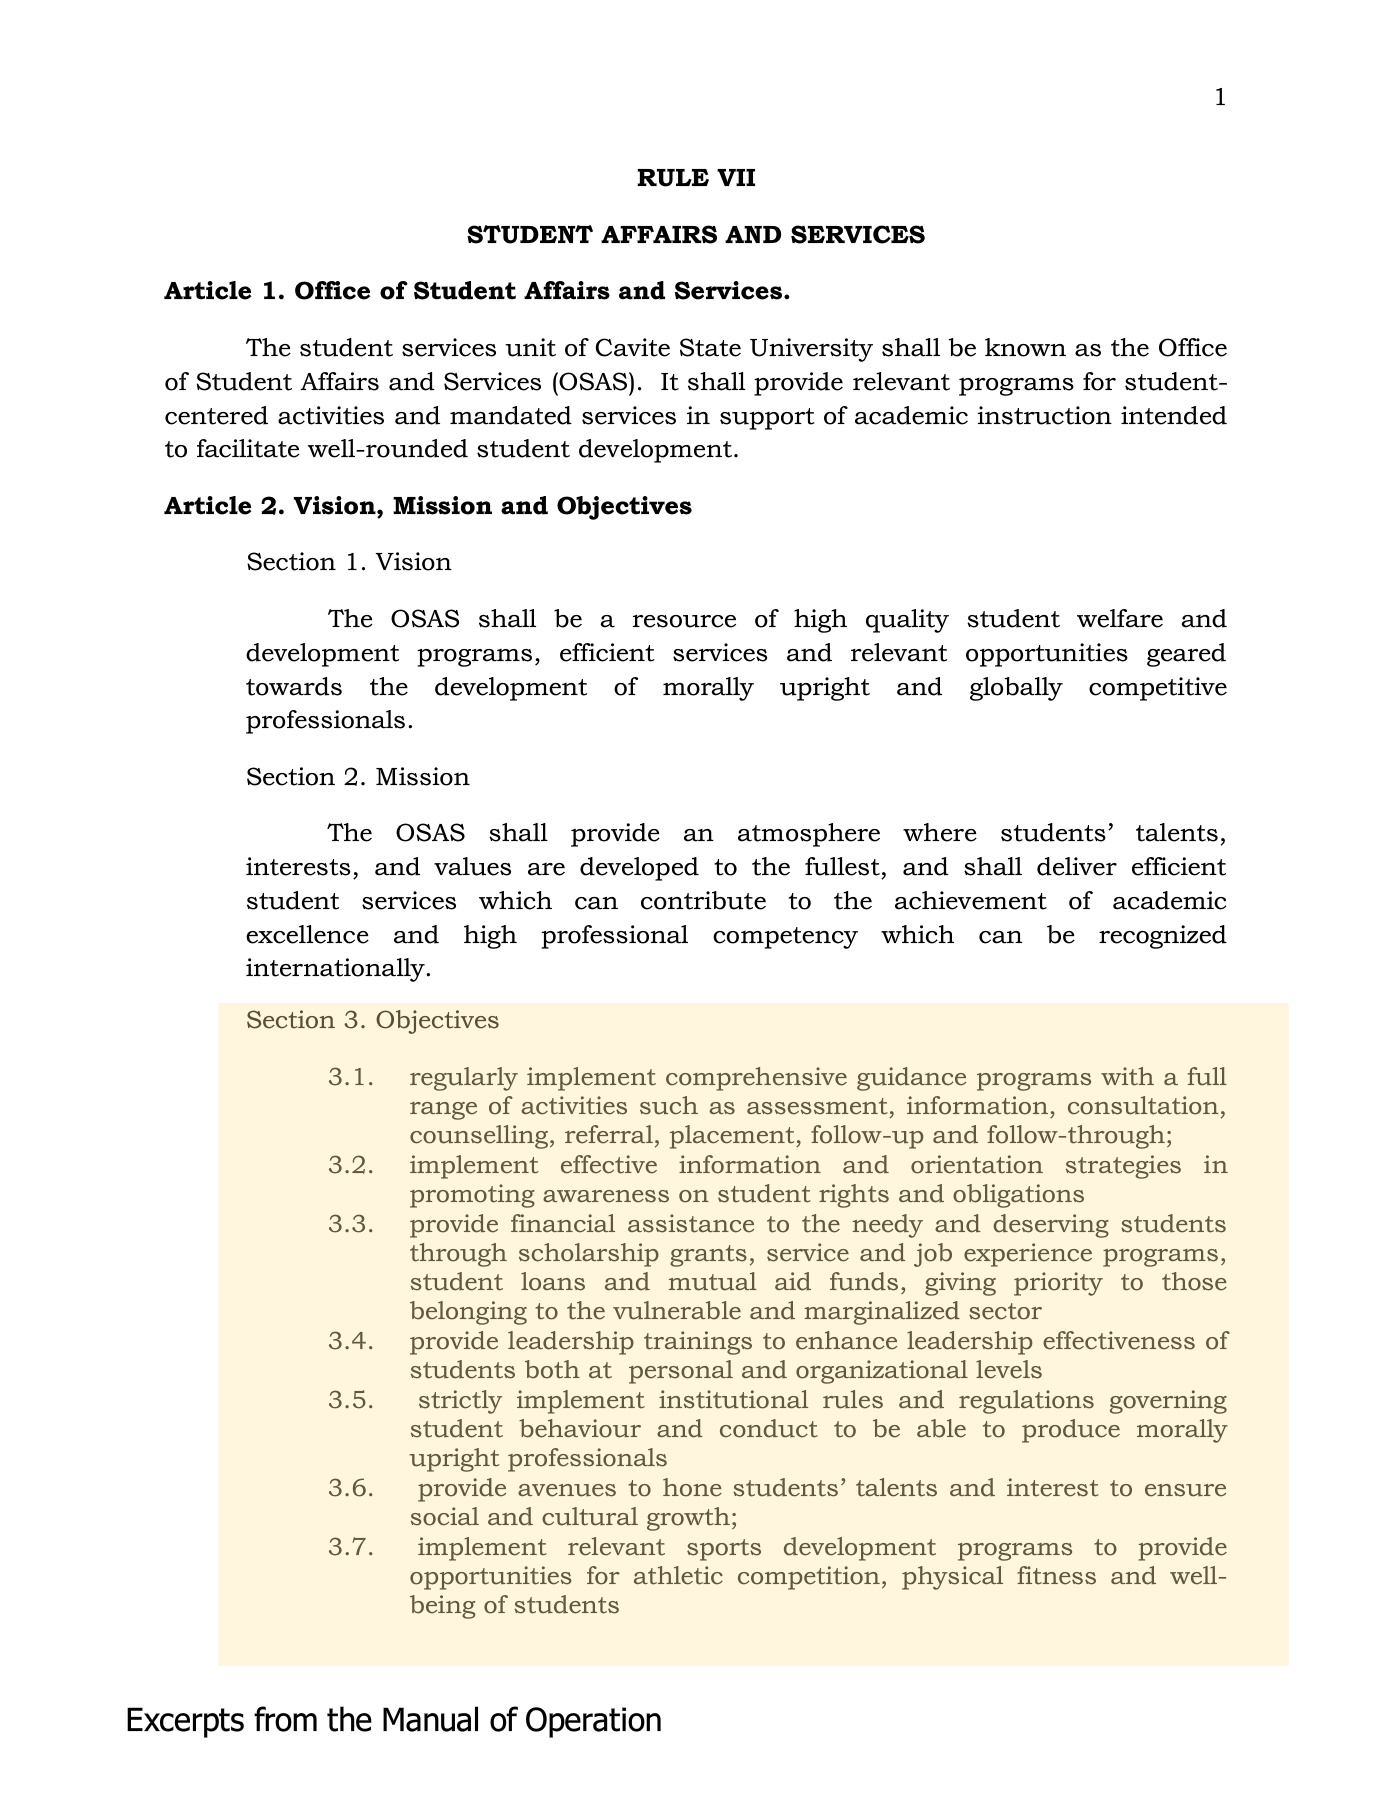 1
RULE VII
STUDENT AFFAIRS AND SERVICES
Article 1. Office of Student Affairs and Services.
The student services unit of Cavite State University shall be known as the Office
of Student Affairs and Services (OSAS).  It shall provide relevant programs for student-
centered activities and mandated services in support of academic instruction intended
to facilitate well-rounded student development.
Article 2. Vision, Mission and Objectives
Section 1. Vision
The OSAS shall be a resource of high quality student welfare and
development programs, efficient services and relevant opportunities geared
towards the development of morally upright and globally competitive
professionals.
Section 2. Mission
The OSAS shall provide an atmosphere where students’ talents,
interests, and values are developed to the fullest, and shall deliver efficient
student services which can contribute to the achievement of academic
excellence and high professional competency which can be recognized
internationally.
Section 3. Objectives
3.1. regularly implement comprehensive guidance programs with a full
range of activities such as assessment, information, consultation,
counselling, referral, placement, follow-up and follow-through;
3.2. implement effective information and orientation strategies in
promoting awareness on student rights and obligations
3.3. provide financial assistance to the needy and deserving students
through scholarship grants, service and job experience programs,
student loans and mutual aid funds, giving priority to those
belonging to the vulnerable and marginalized sector
3.4. provide leadership trainings to enhance leadership effectiveness of
students both at  personal and organizational levels
3.5. strictly implement institutional rules and regulations governing
student behaviour and conduct to be able to produce morally
upright professionals
3.6. provide avenues to hone students’ talents and interest to ensure
social and cultural growth;
3.7. implement relevant sports development programs to provide
opportunities for athletic competition, physical fitness and well-
being of students
Excerpts from the Manual of Operation